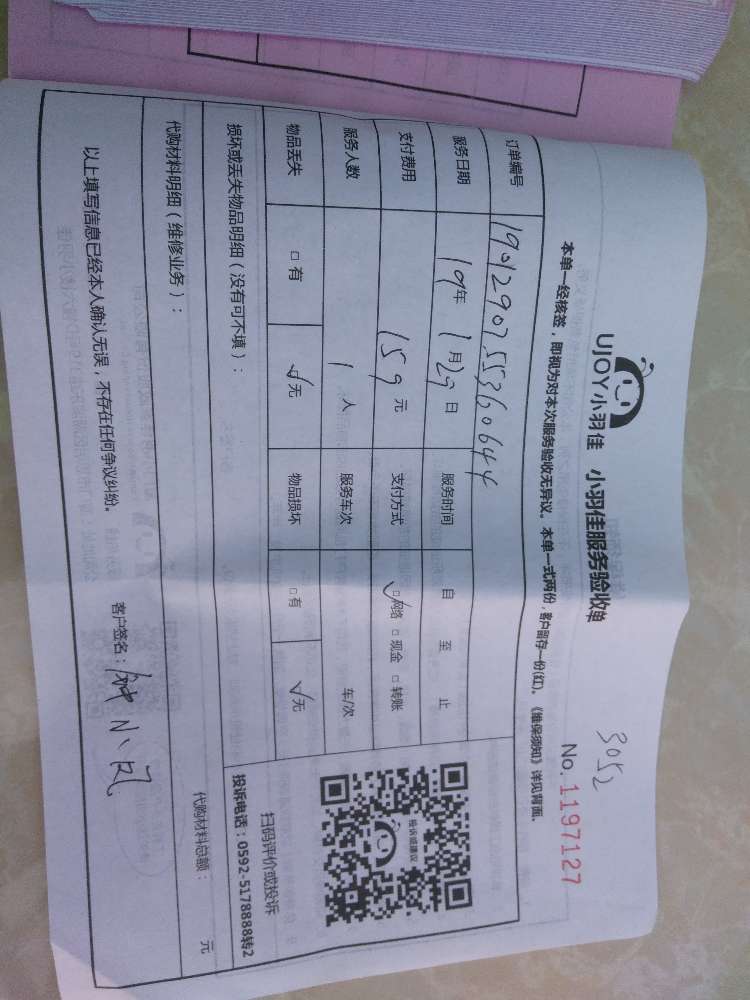 3052
UJOY小羽佳 小羽佳服务验收单
No. 1197127
本单一经核签，即视为对本次服务验收无异议。本单一式两份，客户留存一份(红)。《维保须知》详见背面。
订单编号 19012907553660644
服务日期 19年 1月29日 服务时间 自 至 止
支付费用 159元 支付方式 ☑网络 □现金 □转账
服务人数 1人 服务车次 车/次
物品丢失 □有 ☑无 物品损坏 □有 ☑无
投诉或建议
扫码评价或投诉
投诉电话：0592-5178888转2
损坏或丢失物品明细（没有可不填）：
代购材料明细（维修业务）： 代购材料总额： 元
以上填写信息已经本人确认无误，不存在任何争议纠纷。 客户签名：钟小凤